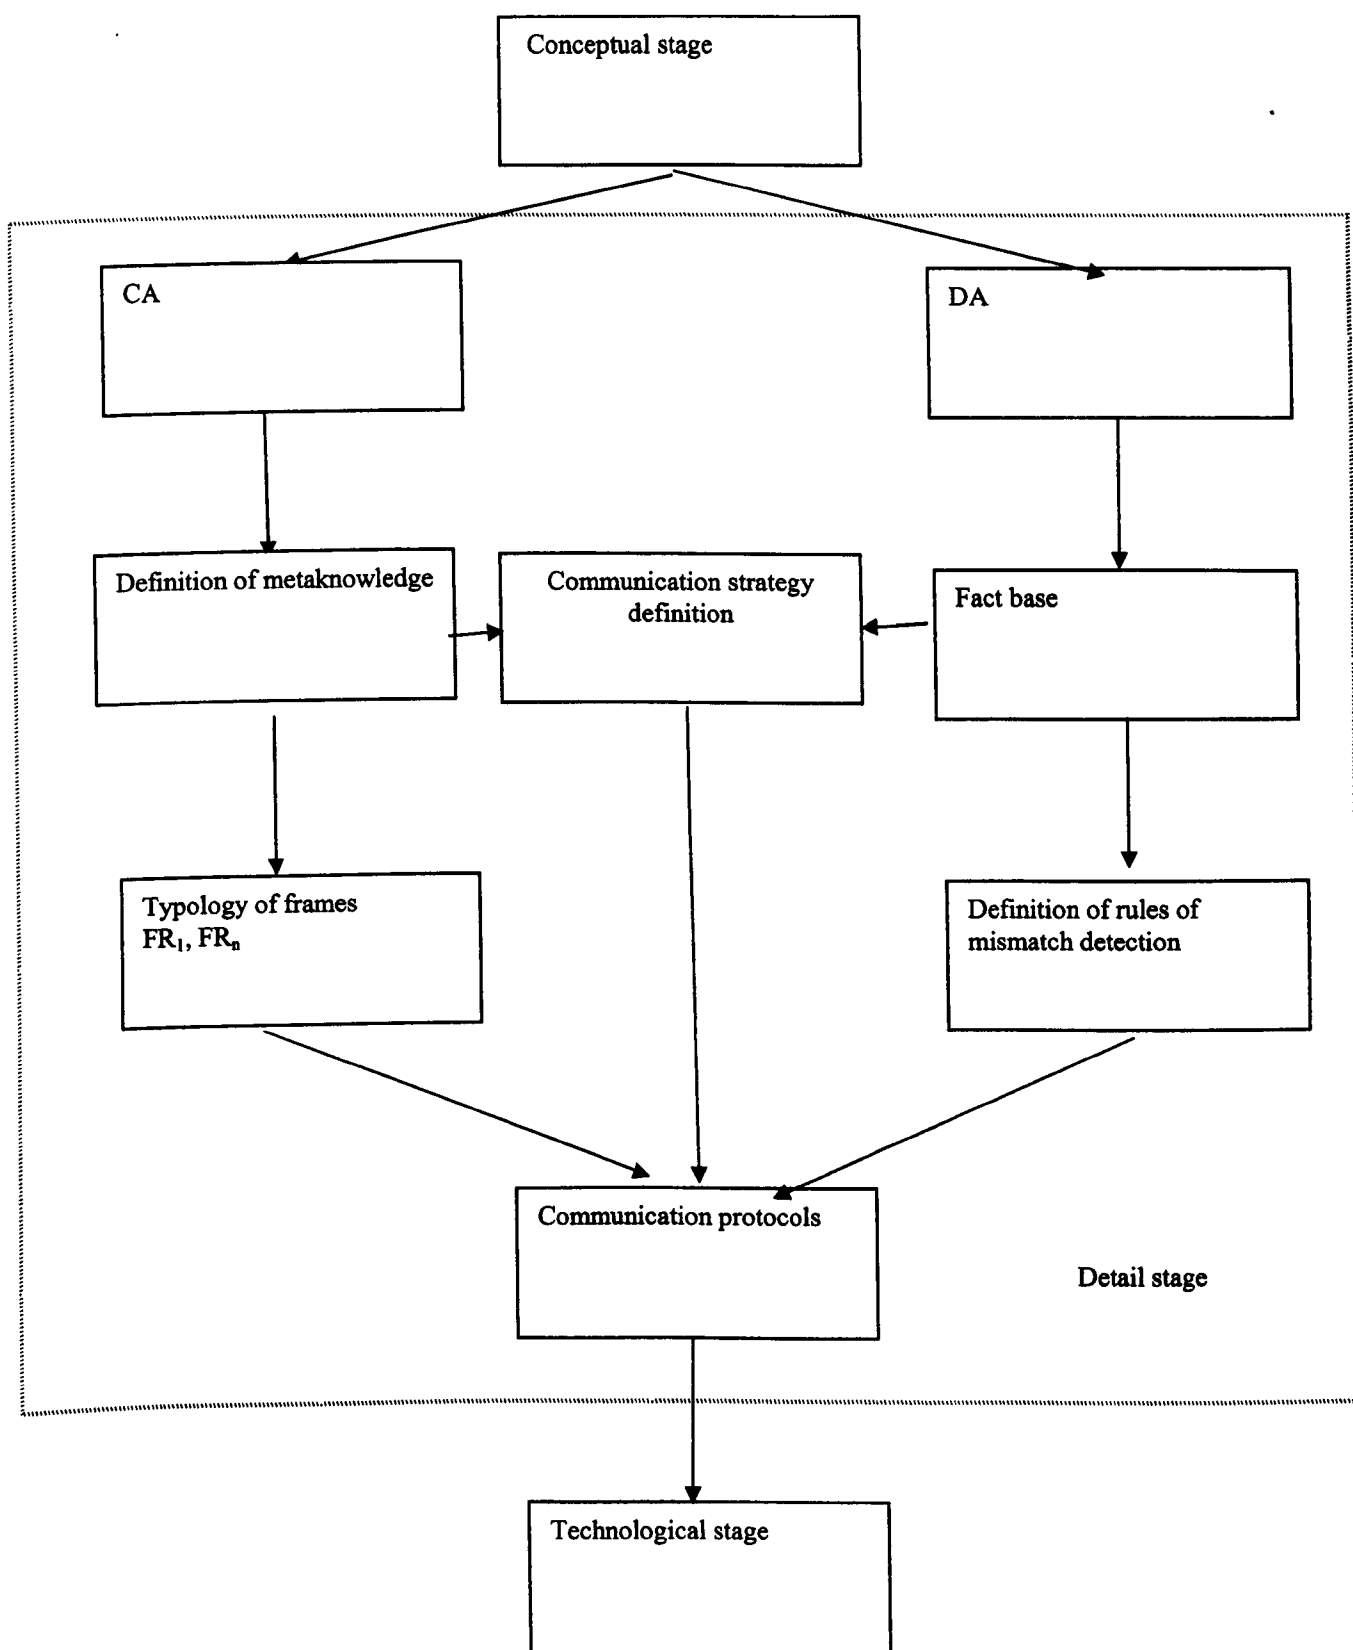 Conceptual stage
CA
DA
Definition of metaknowledge
Communication strategy
definition
Fact base
Typology of frames
FR₁, FRₙ
Definition of rules of
mismatch detection
Communication protocols
Detail stage
Technological stage